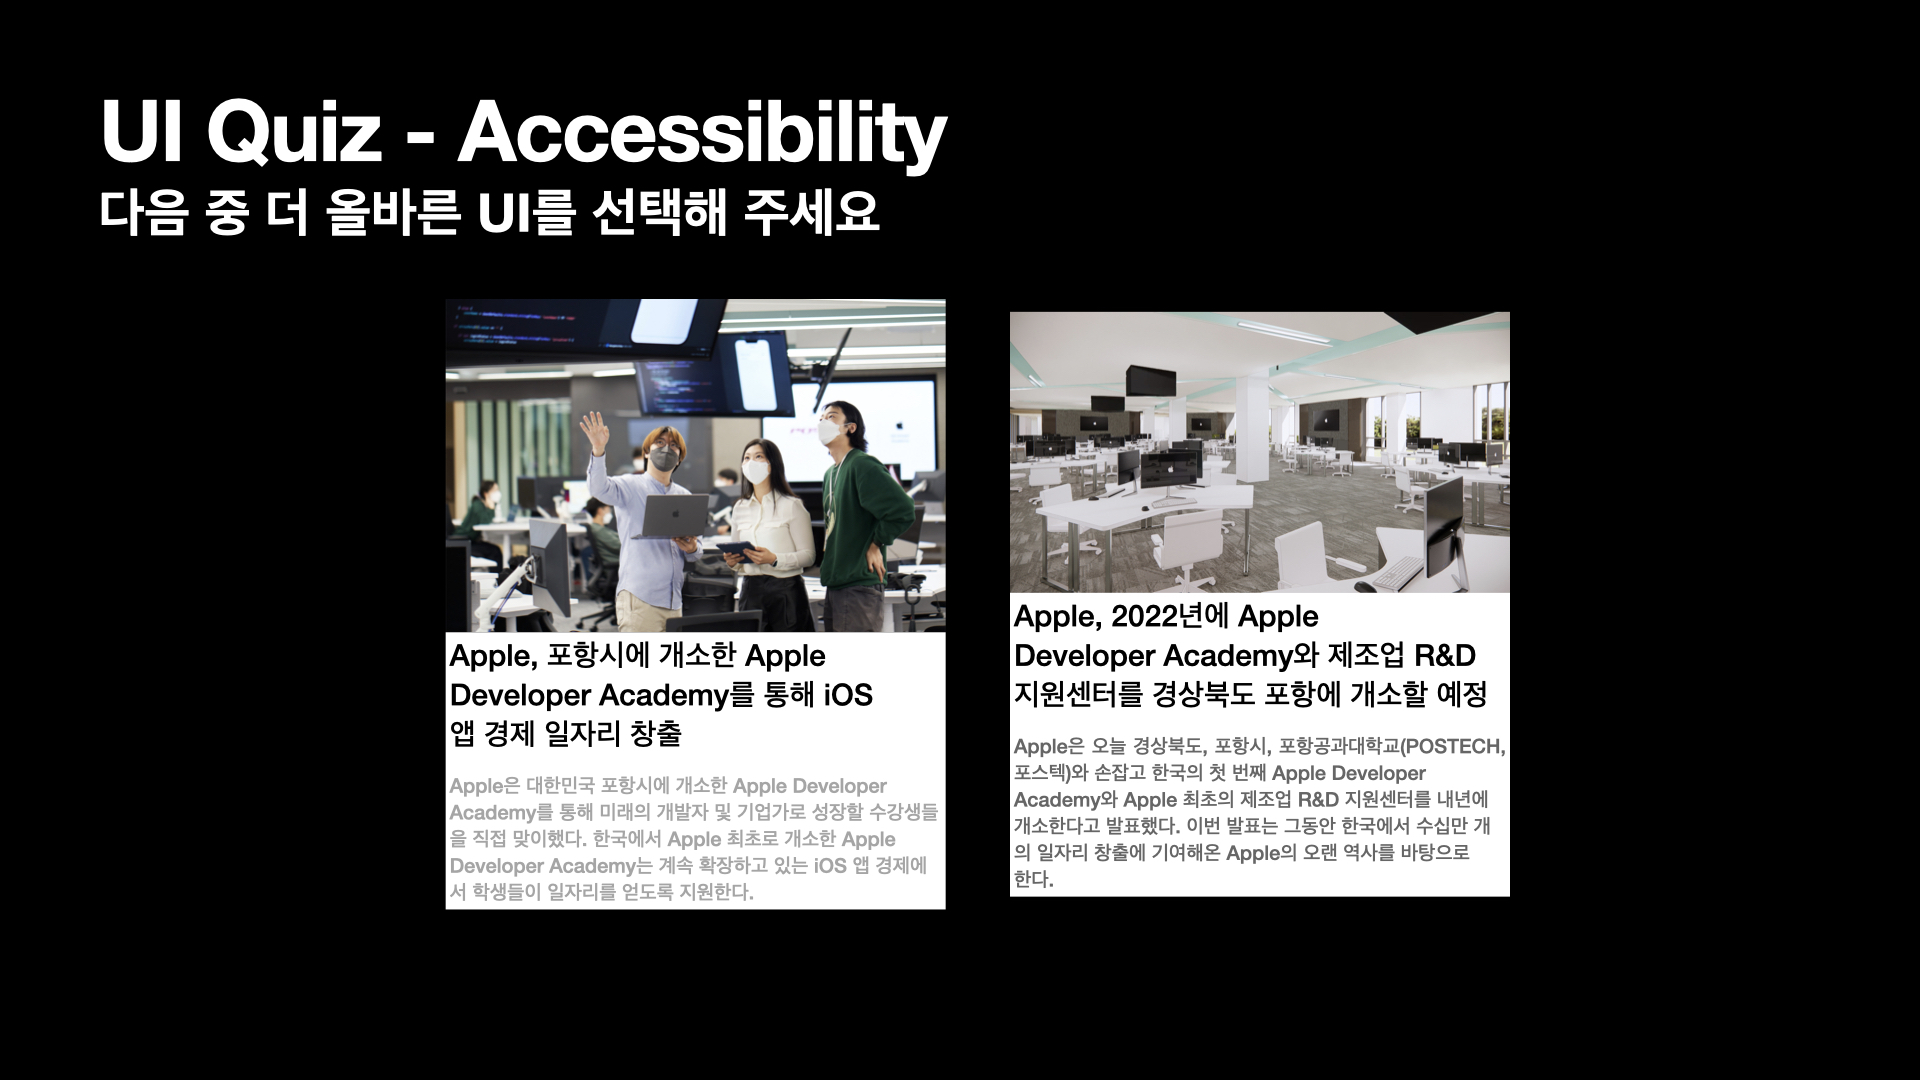 UI Quiz - Accessibility
다음 중 더 올바른 UI를 선택해 주세요
Apple, 포항시에 개소한 Apple
Developer Academy를 통해 iOS
앱 경제 일자리 창출
Apple은 대한민국 포항시에 개소한 Apple Developer
Academy를 통해 미래의 개발자 및 기업가로 성장할 수강생들
을 직접 맞이했다. 한국에서 Apple 최초로 개소한 Apple
Developer Academy는 계속 확장하고 있는 iOS 앱 경제에
서 학생들이 일자리를 얻도록 지원한다.
Apple, 2022년에 Apple
Developer Academy와 제조업 R&D
지원센터를 경상북도 포항에 개소할 예정
Apple은 오늘 경상북도, 포항시, 포항공과대학교(POSTECH,
포스텍)와 손잡고 한국의 첫 번째 Apple Developer
Academy와 Apple 최초의 제조업 R&D 지원센터를 내년에
개소한다고 발표했다. 이번 발표는 그동안 한국에서 수십만 개
의 일자리 창출에 기여해온 Apple의 오랜 역사를 바탕으로
한다.